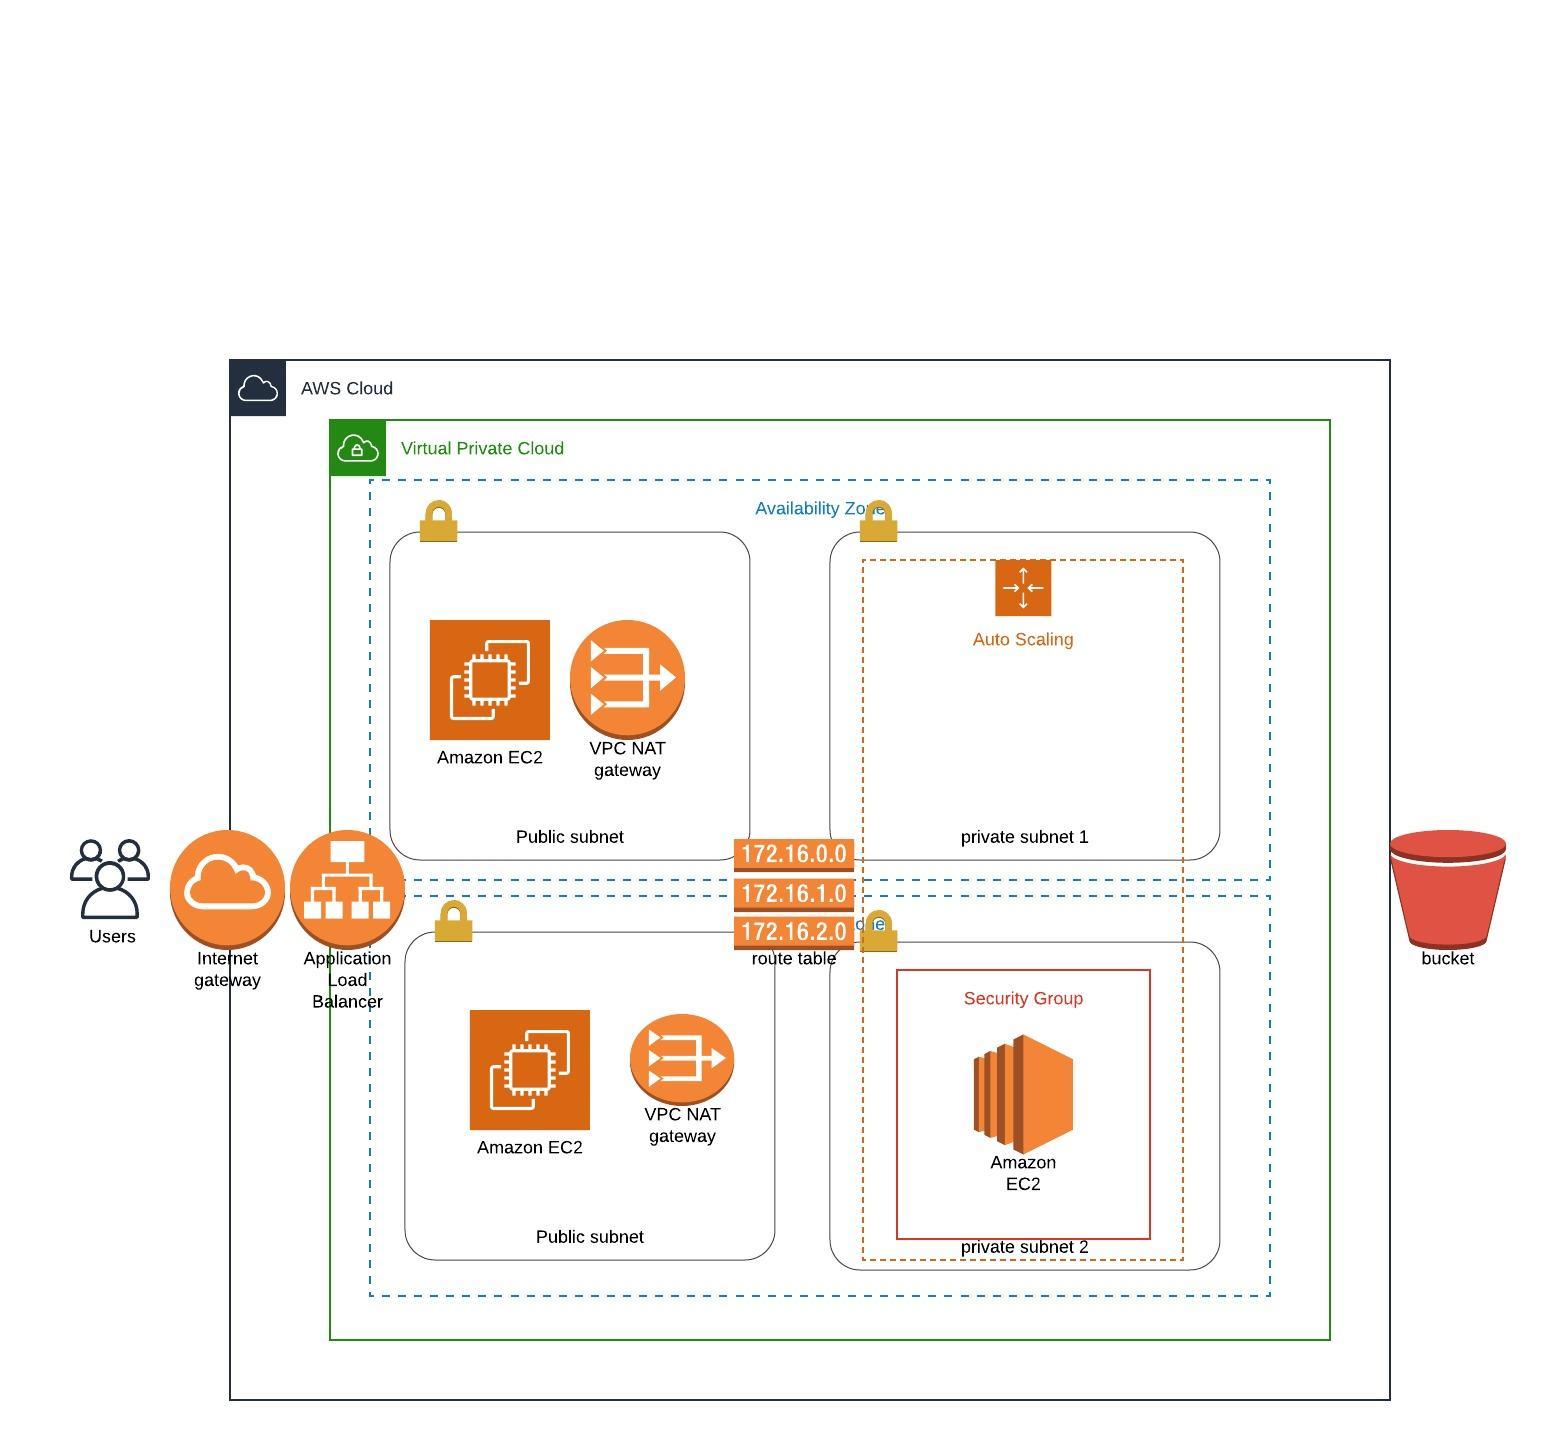 AWS Cloud
Virtual Private Cloud
Availability Zone
Auto Scaling
Amazon EC2
VPC NAT
gateway
Public subnet
private subnet 1
172.16.0.0
172.16.1.0
172.16.2.0
route table
Users
Internet
gateway
Application
Load
Balancer
bucket
Security Group
Amazon EC2
VPC NAT
gateway
Amazon
EC2
Public subnet
private subnet 2